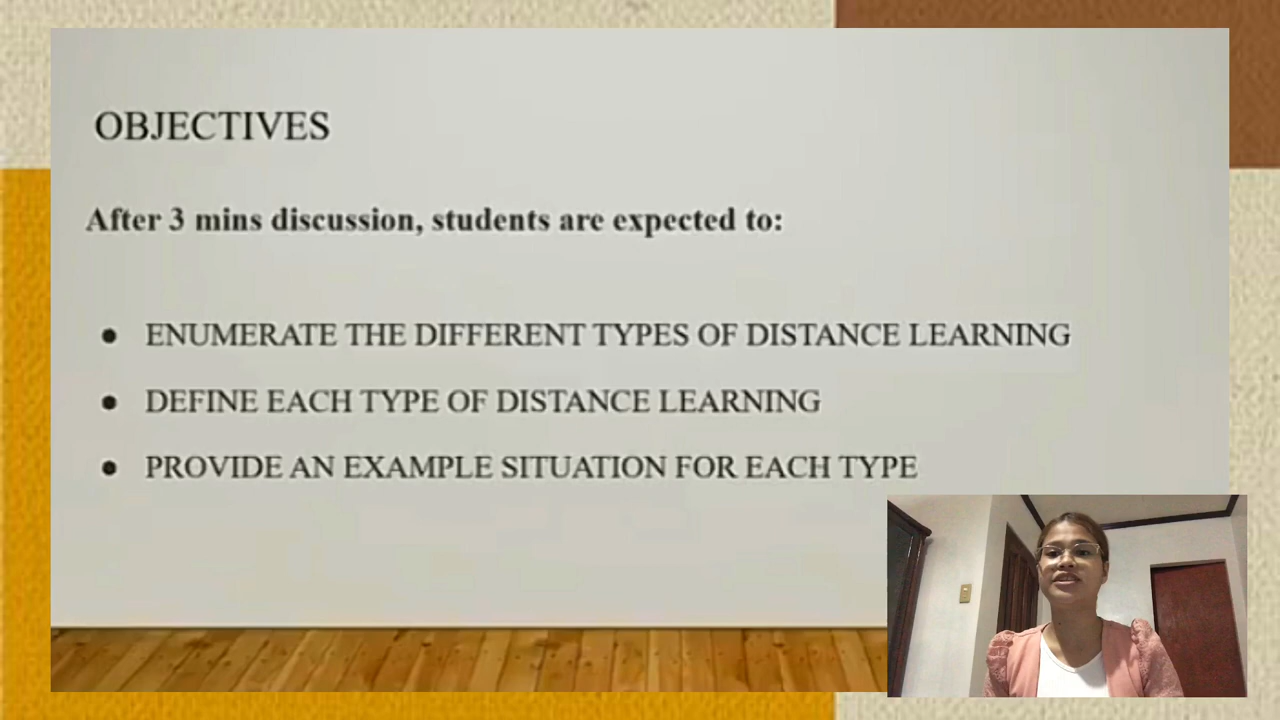 OBJECTIVES
After 3 mins discussion, students are expected to:
● ENUMERATE THE DIFFERENT TYPES OF DISTANCE LEARNING
● DEFINE EACH TYPE OF DISTANCE LEARNING
● PROVIDE AN EXAMPLE SITUATION FOR EACH TYPE